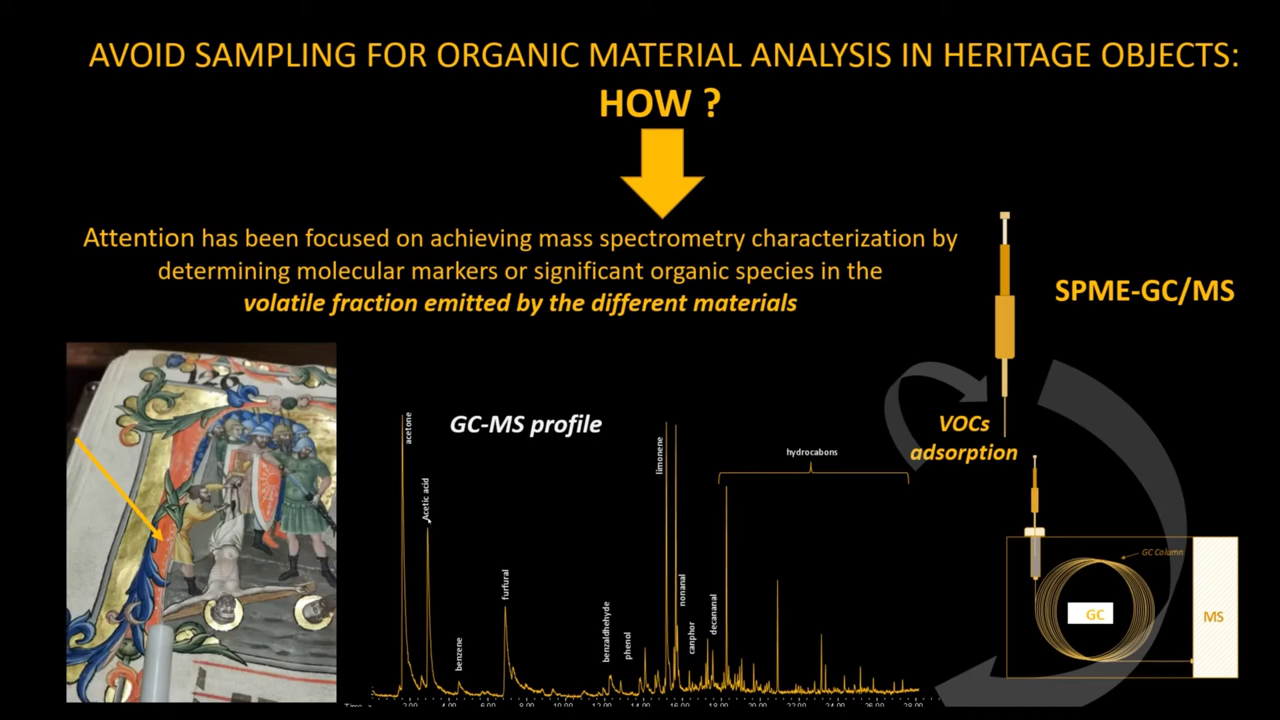 AVOID SAMPLING FOR ORGANIC MATERIAL ANALYSIS IN HERITAGE OBJECTS:
HOW ?
Attention has been focused on achieving mass spectrometry characterization by
determining molecular markers or significant organic species in the
volatile fraction emitted by the different materials
SPME-GC/MS
GC-MS profile
VOCs
adsorption
acetone
Acetic acid
benzene
furfural
benzaldhehyde
phenol
limonene
nonanal
canphor
decananal
hydrocabons
GC Column
GC
MS